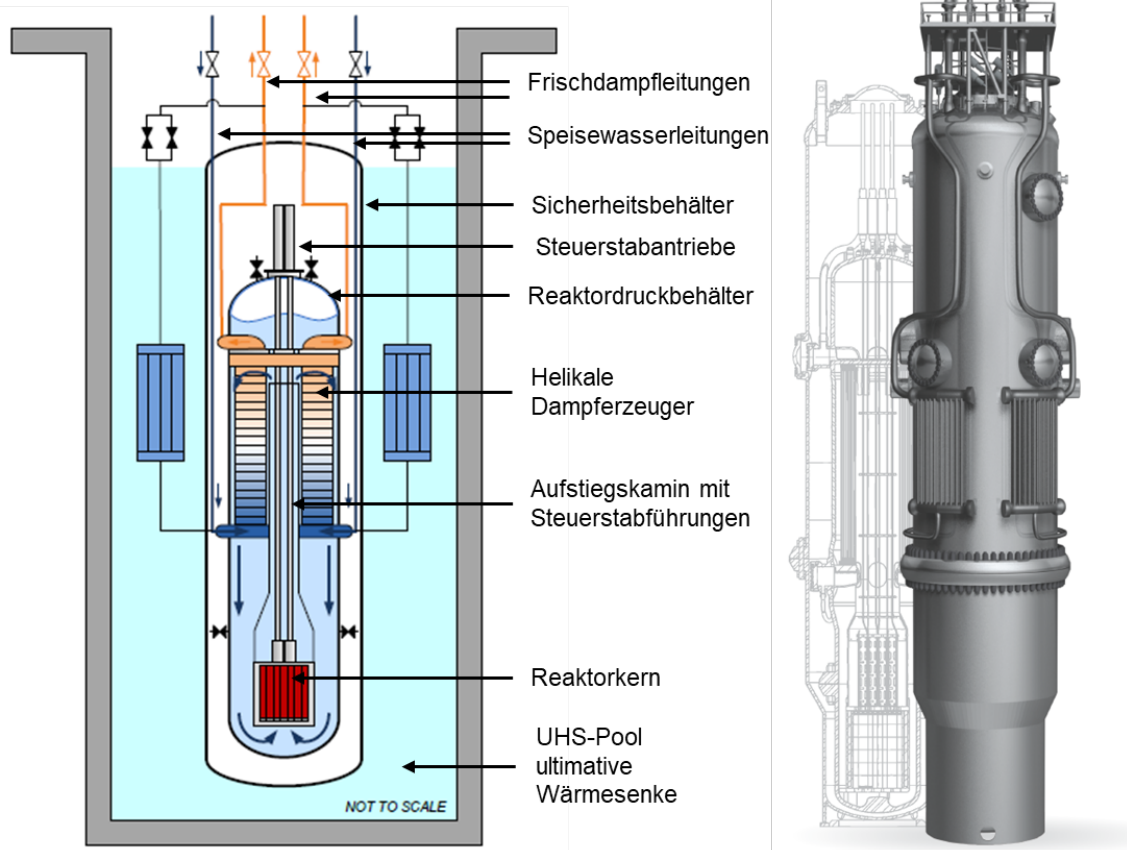 Frischdampfleitungen
Speisewasserleitungen
Sicherheitsbehälter
Steuerstabantriebe
Reaktordruckbehälter
Helikale
Dampferzeuger
Aufstiegskamin mit
Steuerstabführungen
Reaktorkern
UHS-Pool
ultimative
Wärmesenke
NOT TO SCALE